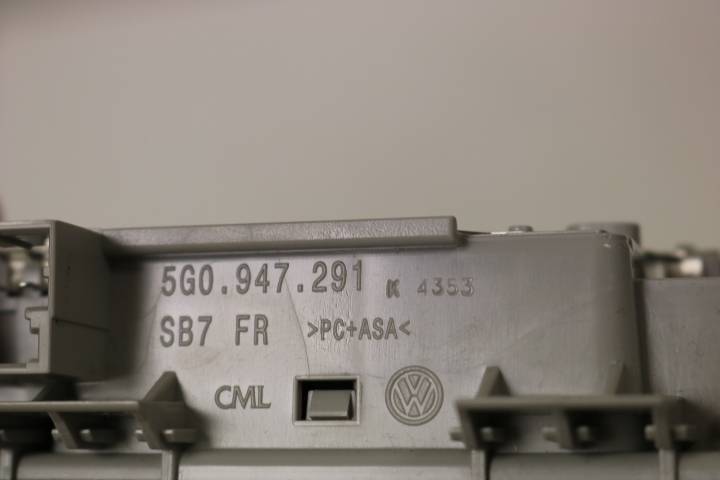 5G0.947.291 K 4353
SB7 FR >PC+ASA<
CML